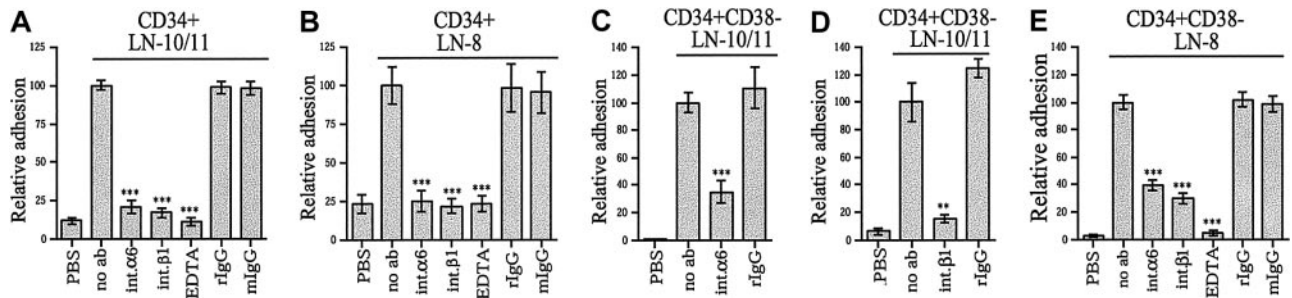 A
CD34+
LN-10/11
Relative adhesion
125
100
75
50
25
0
***
***
***
PBS
no ab
int.α6
int.β1
EDTA
rIgG
mIgG
B
CD34+
LN-8
Relative adhesion
125
100
75
50
25
0
***
***
***
PBS
no ab
int.α6
int.β1
EDTA
rIgG
mIgG
C
CD34+CD38-
LN-10/11
Relative adhesion
140
120
100
80
60
40
20
0
***
PBS
no ab
int.α6
rIgG
D
CD34+CD38-
LN-10/11
Relative adhesion
140
120
100
80
60
40
20
0
**
.PBS
no ab
int.β1
rIgG
E
CD34+CD38-
LN-8
Relative adhesion
140
120
100
80
60
40
20
0
***
***
***
PBS
no ab
int.α6
int.β1
EDTA
rIgG
mIgG